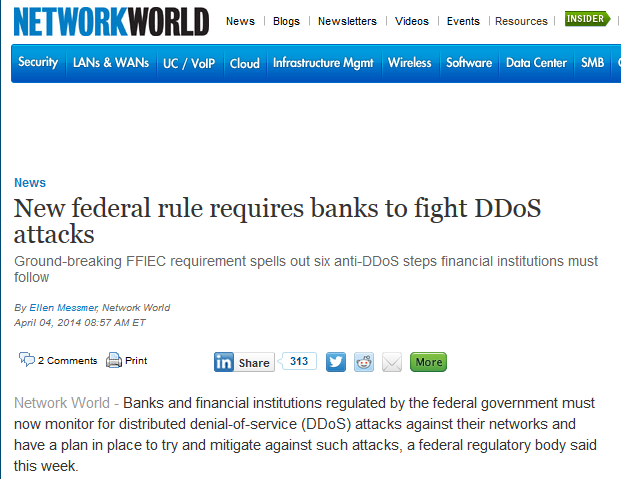 NETWORKWORLD
News | Blogs | Newsletters | Videos | Events | Resources | INSIDER |
Security LANs & WANs UC / VoIP Cloud Infrastructure Mgmt Wireless Software Data Center SMB
News
New federal rule requires banks to fight DDoS
attacks
Ground-breaking FFIEC requirement spells out six anti-DDoS steps financial institutions must
follow
By Ellen Messmer, Network World
April 04, 2014 08:57 AM ET
2 Comments Print in Share 313 More
Network World - Banks and financial institutions regulated by the federal government must
now monitor for distributed denial-of-service (DDoS) attacks against their networks and
have a plan in place to try and mitigate against such attacks, a federal regulatory body said
this week.